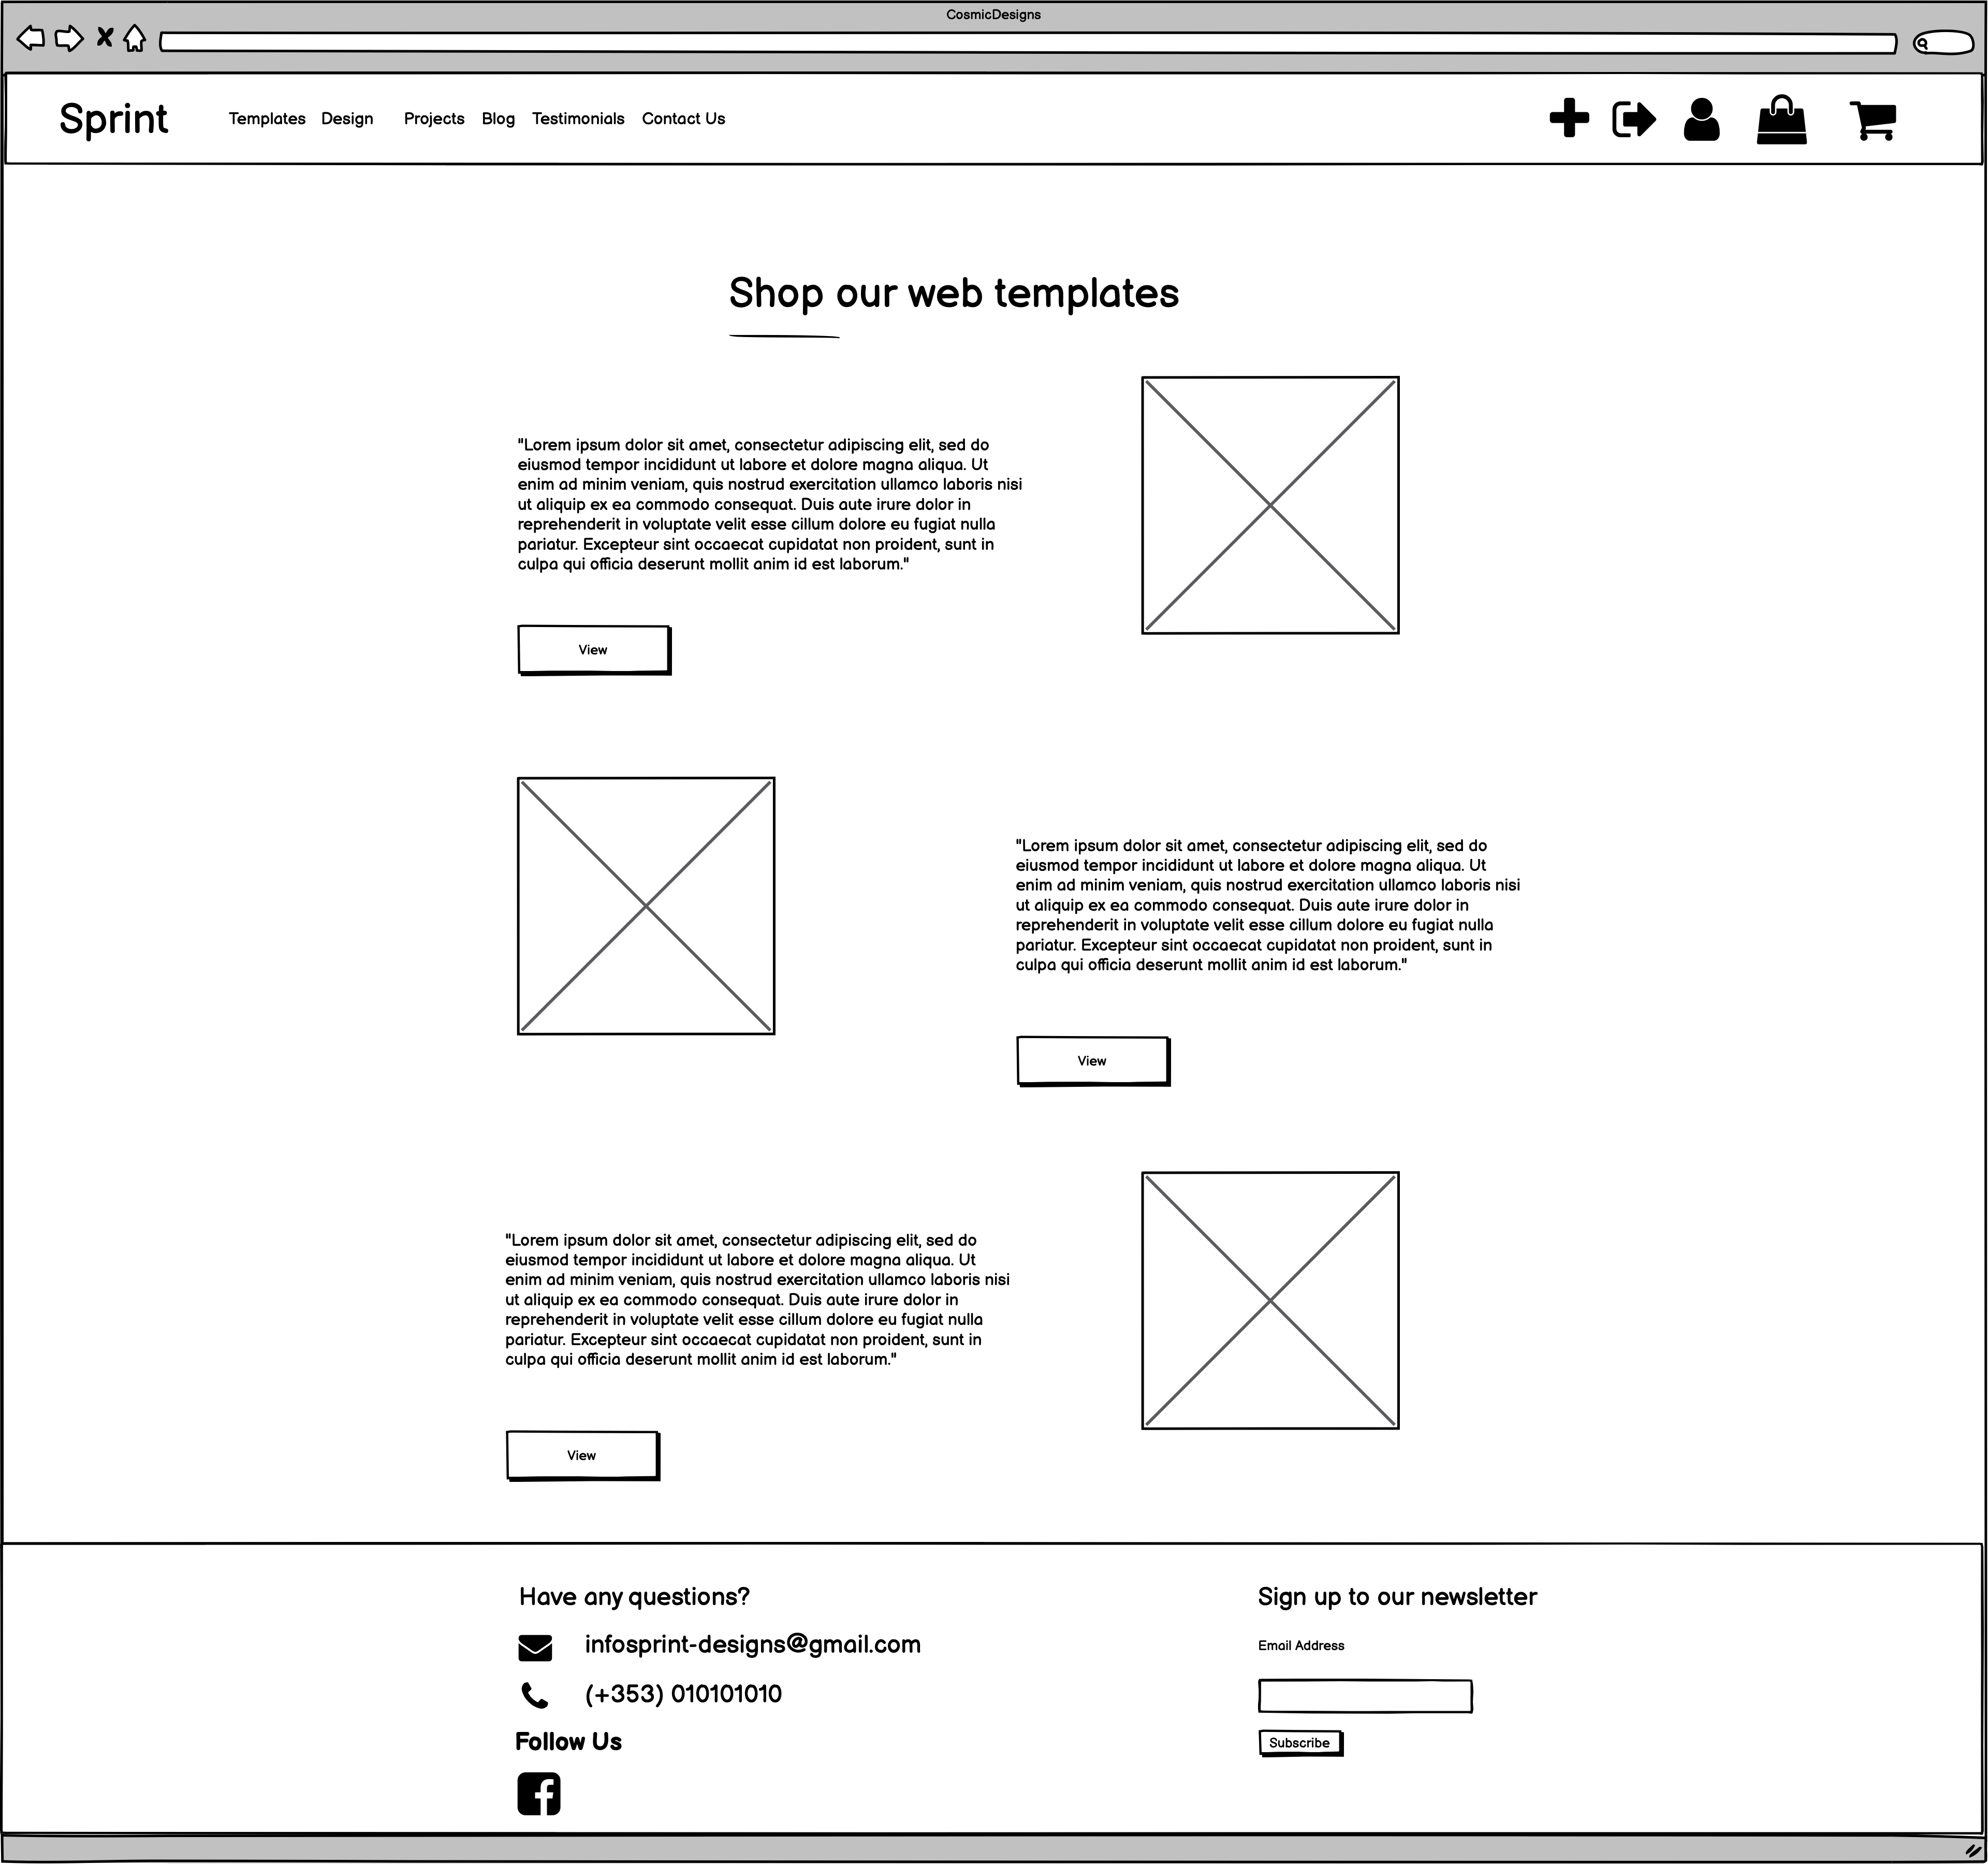 CosmicDesigns
Sprint
Templates Design Projects Blog Testimonials Contact Us
Shop our web templates
"Lorem ipsum dolor sit amet, consectetur adipiscing elit, sed do
eiusmod tempor incididunt ut labore et dolore magna aliqua. Ut
enim ad minim veniam, quis nostrud exercitation ullamco laboris nisi
ut aliquip ex ea commodo consequat. Duis aute irure dolor in
reprehenderit in voluptate velit esse cillum dolore eu fugiat nulla
pariatur. Excepteur sint occaecat cupidatat non proident, sunt in
culpa qui officia deserunt mollit anim id est laborum."
View
"Lorem ipsum dolor sit amet, consectetur adipiscing elit, sed do
eiusmod tempor incididunt ut labore et dolore magna aliqua. Ut
enim ad minim veniam, quis nostrud exercitation ullamco laboris nisi
ut aliquip ex ea commodo consequat. Duis aute irure dolor in
reprehenderit in voluptate velit esse cillum dolore eu fugiat nulla
pariatur. Excepteur sint occaecat cupidatat non proident, sunt in
culpa qui officia deserunt mollit anim id est laborum."
View
"Lorem ipsum dolor sit amet, consectetur adipiscing elit, sed do
eiusmod tempor incididunt ut labore et dolore magna aliqua. Ut
enim ad minim veniam, quis nostrud exercitation ullamco laboris nisi
ut aliquip ex ea commodo consequat. Duis aute irure dolor in
reprehenderit in voluptate velit esse cillum dolore eu fugiat nulla
pariatur. Excepteur sint occaecat cupidatat non proident, sunt in
culpa qui officia deserunt mollit anim id est laborum."
View
Have any questions?
infosprint-designs@gmail.com
(+353) 010101010
Follow Us
Sign up to our newsletter
Email Address
Subscribe